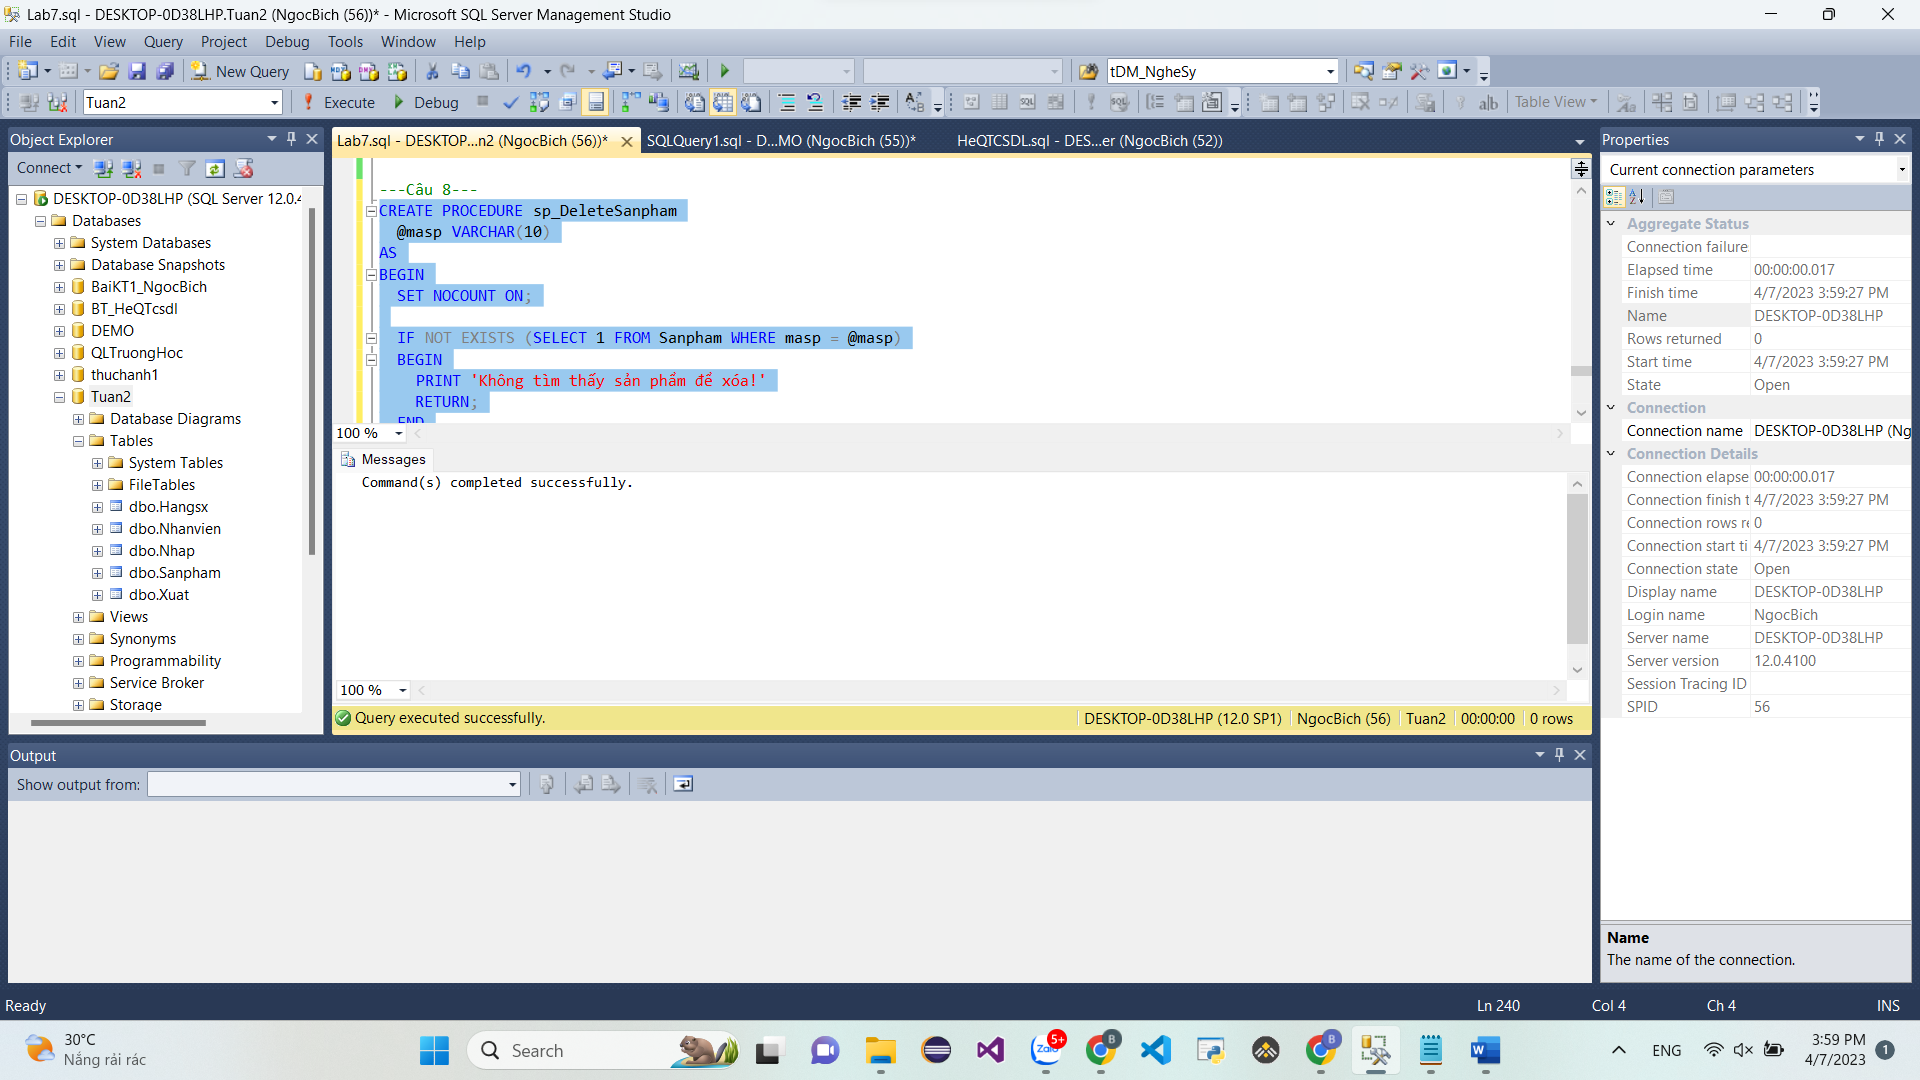 Lab7.sql - DESKTOP-0D38LHP.Tuan2 (NgocBich (56))* - Microsoft SQL Server Management Studio
File Edit View Query Project Debug Tools Window Help
New Query
tDM_NgheSy
Tuan2
Execute
Debug
Table View
Object Explorer
Connect
DESKTOP-0D38LHP (SQL Server 12.0.4
Databases
System Databases
Database Snapshots
BaiKT1_NgocBich
BT_HeQTcsdl
DEMO
QLTruongHoc
thuchanh1
Tuan2
Database Diagrams
Tables
System Tables
FileTables
dbo.Hangsx
dbo.Nhanvien
dbo.Nhap
dbo.Sanpham
dbo.Xuat
Views
Synonyms
Programmability
Service Broker
Storage
Lab7.sql - DESKTOP...n2 (NgocBich (56))*
SQLQuery1.sql - D...MO (NgocBich (55))*
HeQTCSDL.sql - DES...er (NgocBich (52))
---Câu 8---
CREATE PROCEDURE sp_DeleteSanpham
@masp VARCHAR(10)
AS
BEGIN
SET NOCOUNT ON;
IF NOT EXISTS (SELECT 1 FROM Sanpham WHERE masp = @masp)
BEGIN
PRINT 'Không tìm thấy sản phẩm để xóa!'
RETURN;
END
100 %
Messages
Command(s) completed successfully.
100 %
Query executed successfully.
DESKTOP-0D38LHP (12.0 SP1)
NgocBich (56)
Tuan2
00:00:00
0 rows
Properties
Current connection parameters
Aggregate Status
Connection failure
Elapsed time 00:00:00.017
Finish time 4/7/2023 3:59:27 PM
Name DESKTOP-0D38LHP
Rows returned 0
Start time 4/7/2023 3:59:27 PM
State Open
Connection
Connection name DESKTOP-0D38LHP (Ng
Connection Details
Connection elapse 00:00:00.017
Connection finish t 4/7/2023 3:59:27 PM
Connection rows re 0
Connection start ti 4/7/2023 3:59:27 PM
Connection state Open
Display name DESKTOP-0D38LHP
Login name NgocBich
Server name DESKTOP-0D38LHP
Server version 12.0.4100
Session Tracing ID
SPID 56
Name
The name of the connection.
Output
Show output from:
Ready
Ln 240
Col 4
Ch 4
INS
30°C
Nắng rải rác
Search
5+
Zalo
ENG
3:59 PM
4/7/2023
1